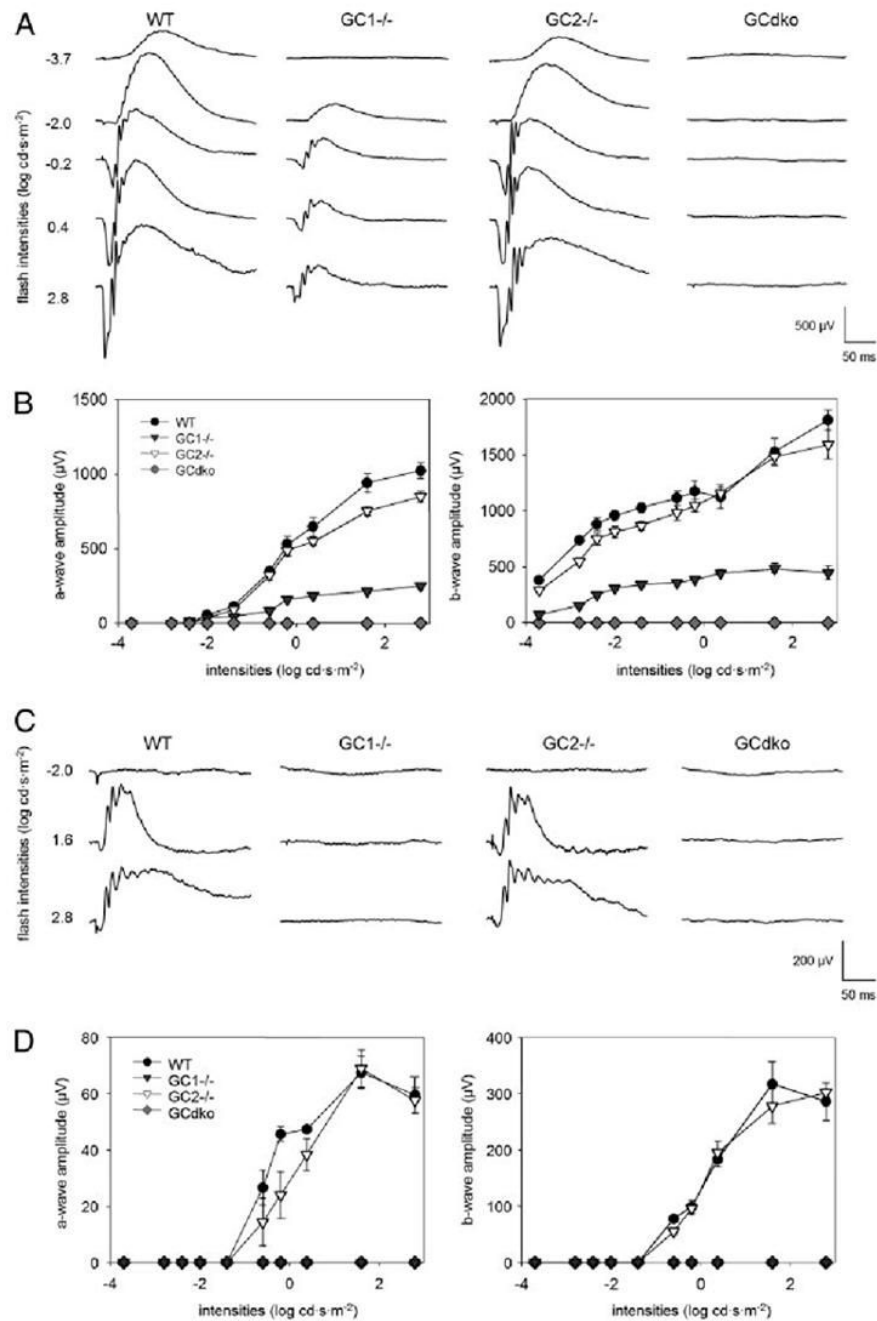 A
WT GC1-/- GC2-/- GCdko
flash intensities (log cd·s·m-2)
-3.7
-2.0
-0.2
0.4
2.8
500 µV
50 ms
B
a-wave amplitude (µV)
1500
1000
500
0
WT
GC1-/-
GC2-/-
GCdko
-4 -2 0 2
intensities (log cd·s·m-2)
b-wave amplitude (µV)
2000
1500
1000
500
0
-4 -2 0 2
intensities (log cd·s·m-2)
C
WT GC1-/- GC2-/- GCdko
flash intensities (log cd·s·m-2)
-2.0
1.6
2.8
200 µV
50 ms
D
a-wave amplitude (µV)
80
60
40
20
0
WT
GC1-/-
GC2-/-
GCdko
-4 -2 0 2
intensities (log cd·s·m-2)
b-wave amplitude (µV)
400
300
200
100
0
-4 -2 0 2
intensities (log cd·s·m-2)